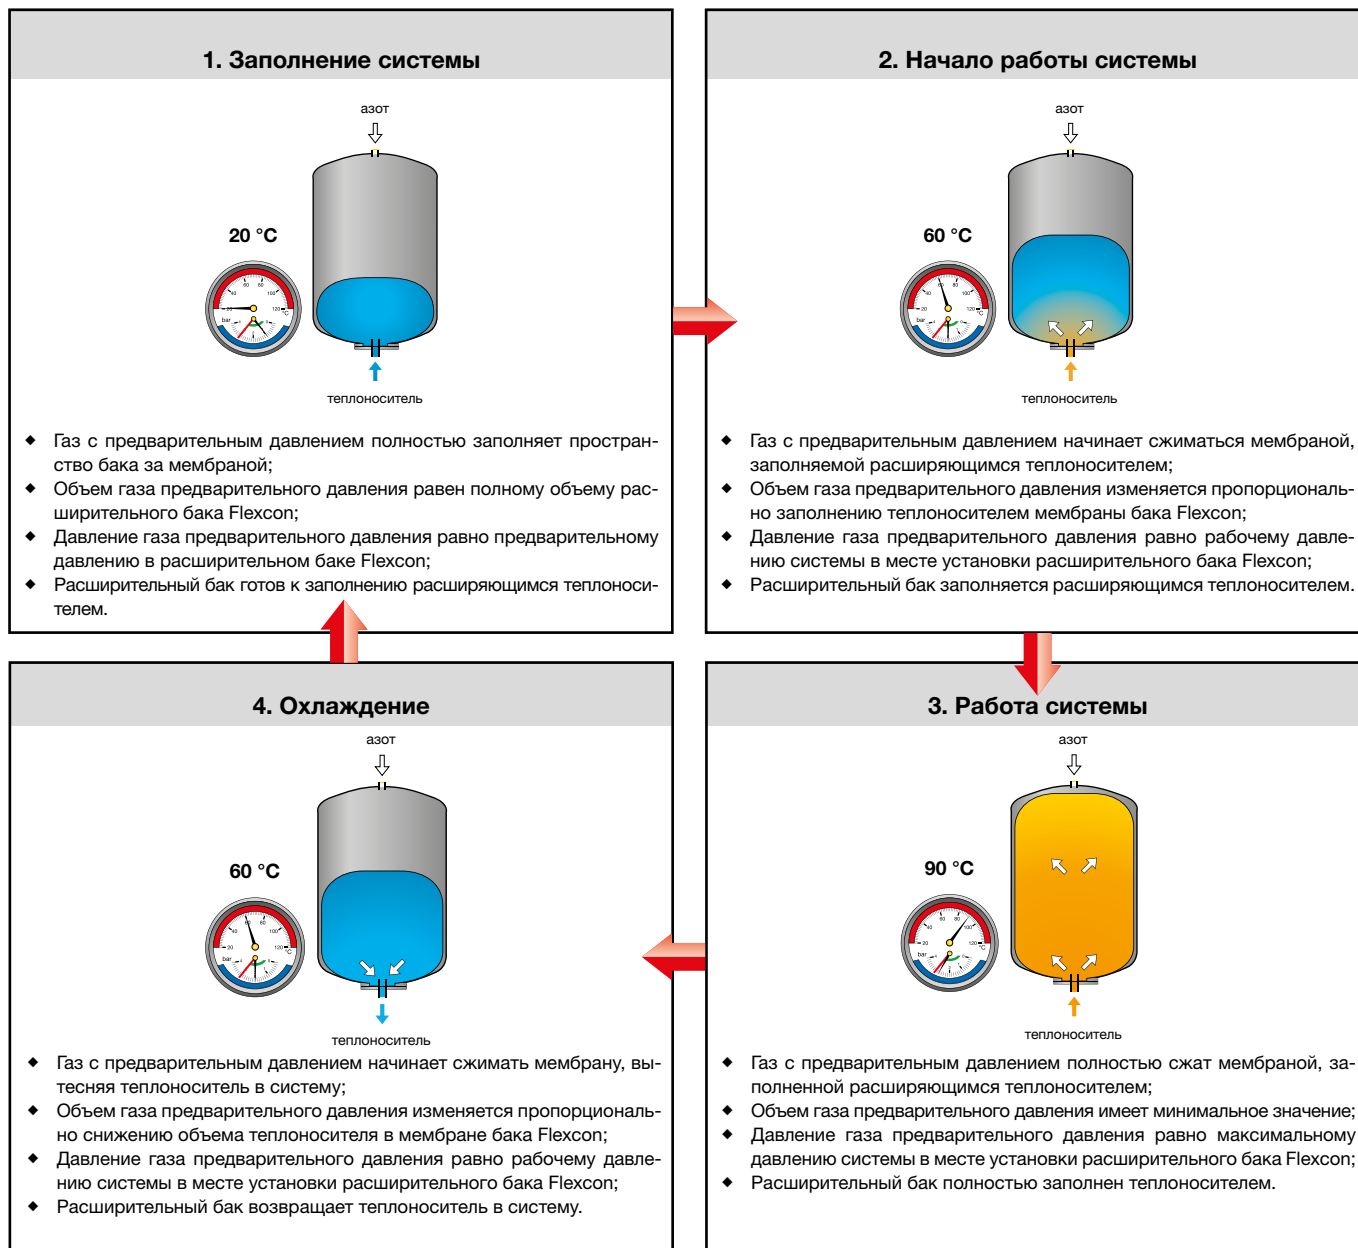 1. Заполнение системы
азот
20 °C
теплоноситель
◆ Газ с предварительным давлением полностью заполняет простран-
ство бака за мембраной;
◆ Объем газа предварительного давления равен полному объему рас-
ширительного бака Flexcon;
◆ Давление газа предварительного давления равно предварительному
давлению в расширительном баке Flexcon;
◆ Расширительный бак готов к заполнению расширяющимся теплоноси-
телем.
2. Начало работы системы
азот
60 °C
теплоноситель
◆ Газ с предварительным давлением начинает сжиматься мембраной,
заполняемой расширяющимся теплоносителем;
◆ Объем газа предварительного давления изменяется пропорциональ-
но заполнению теплоносителем мембраны бака Flexcon;
◆ Давление газа предварительного давления равно рабочему давле-
нию системы в месте установки расширительного бака Flexcon;
◆ Расширительный бак заполняется расширяющимся теплоносителем.
3. Работа системы
азот
90 °C
теплоноситель
◆ Газ с предварительным давлением полностью сжат мембраной, за-
полненной расширяющимся теплоносителем;
◆ Объем газа предварительного давления имеет минимальное значение;
◆ Давление газа предварительного давления равно максимальному
давлению системы в месте установки расширительного бака Flexcon;
◆ Расширительный бак полностью заполнен теплоносителем.
4. Охлаждение
азот
60 °C
теплоноситель
◆ Газ с предварительным давлением начинает сжимать мембрану, вы-
тесняя теплоноситель в систему;
◆ Объем газа предварительного давления изменяется пропорциональ-
но снижению объема теплоносителя в мембране бака Flexcon;
◆ Давление газа предварительного давления равно рабочему давле-
нию системы в месте установки расширительного бака Flexcon;
◆ Расширительный бак возвращает теплоноситель в систему.